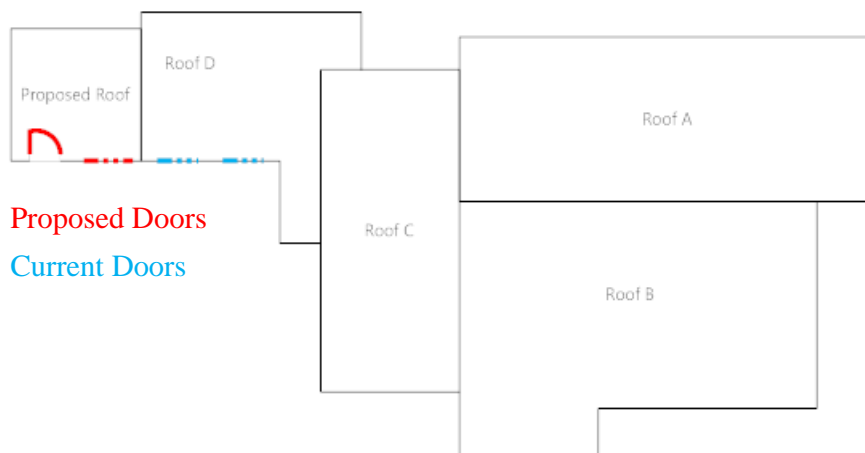 Roof D
Proposed Roof
Roof A
Proposed Doors
Roof C
Current Doors
Roof B